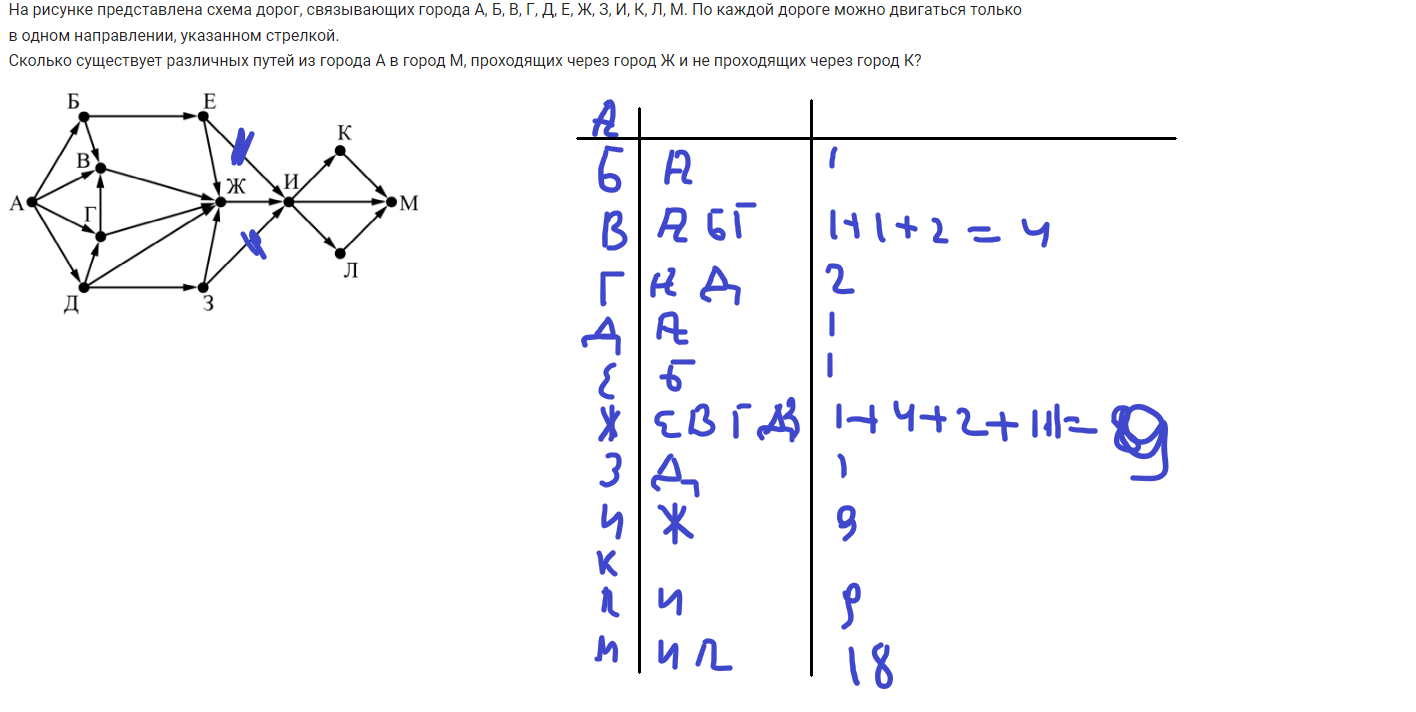 На рисунке представлена схема дорог, связывающих города А, Б, В, Г, Д, Е, Ж, З, И, К, Л, М. По каждой дороге можно двигаться только
в одном направлении, указанном стрелкой.
Сколько существует различных путей из города А в город М, проходящих через город Ж и не проходящих через город К?
Б Е
К
В
Ж И
А М
Г
Л
Д З
А
Б А 1
В А Б Г 1+1+2=4
Г А Д 2
Д А 1
Е Б 1
Ж Е В Г Д З 1+4+2+1+1=9
З Д 1
И Ж 9
К
Л И 9
М И Л 18